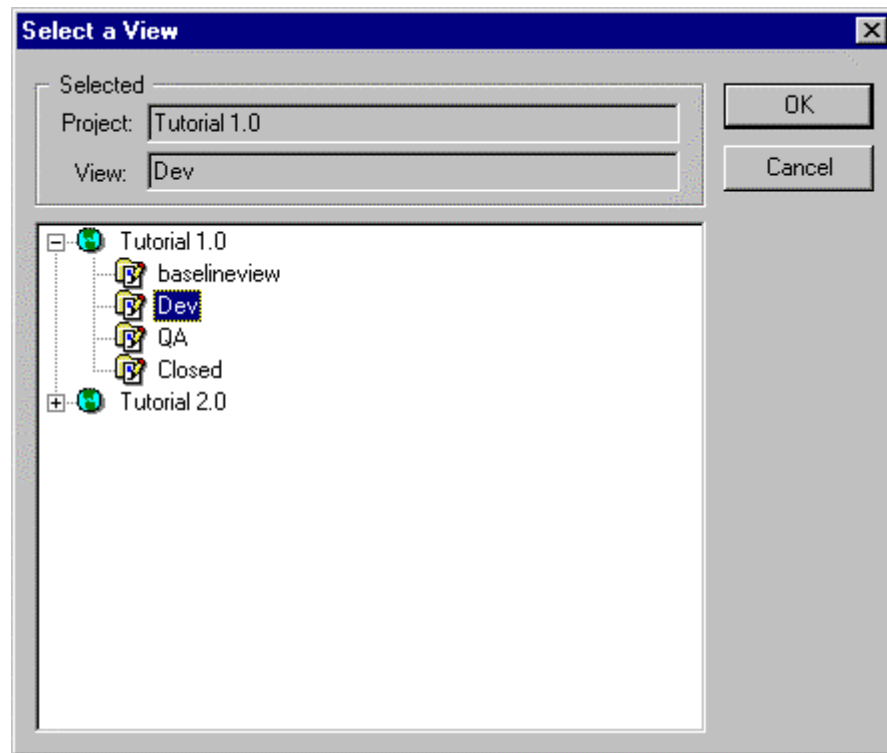 Select a View
Selected
Project: Tutorial 1.0
OK
View: Dev
Cancel
Tutorial 1.0
baselineview
Dev
QA
Closed
Tutorial 2.0